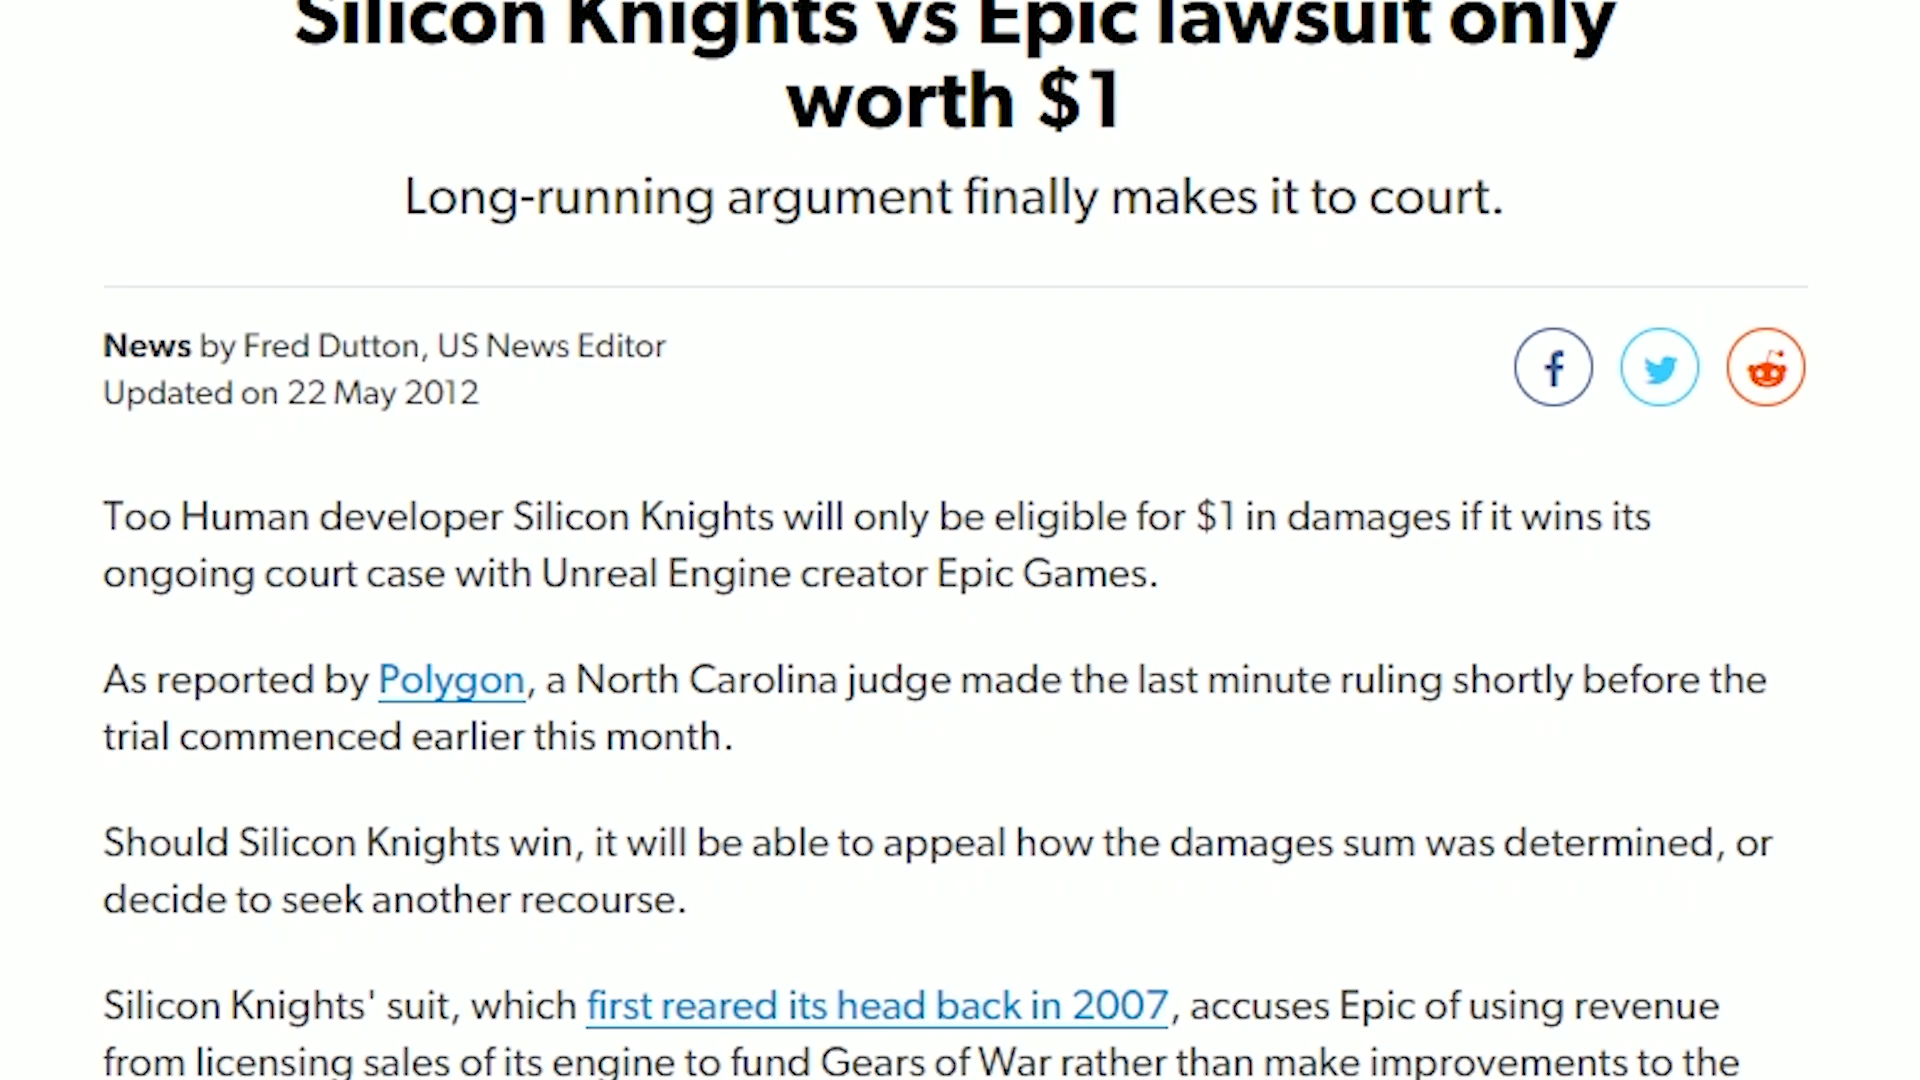 Silicon Knights vs Epic lawsuit only
worth $1
Long-running argument finally makes it to court.
News by Fred Dutton, US News Editor
Updated on 22 May 2012
Too Human developer Silicon Knights will only be eligible for $1 in damages if it wins its
ongoing court case with Unreal Engine creator Epic Games.
As reported by Polygon, a North Carolina judge made the last minute ruling shortly before the
trial commenced earlier this month.
Should Silicon Knights win, it will be able to appeal how the damages sum was determined, or
decide to seek another recourse.
Silicon Knights' suit, which first reared its head back in 2007, accuses Epic of using revenue
from licensing sales of its engine to fund Gears of War rather than make improvements to the